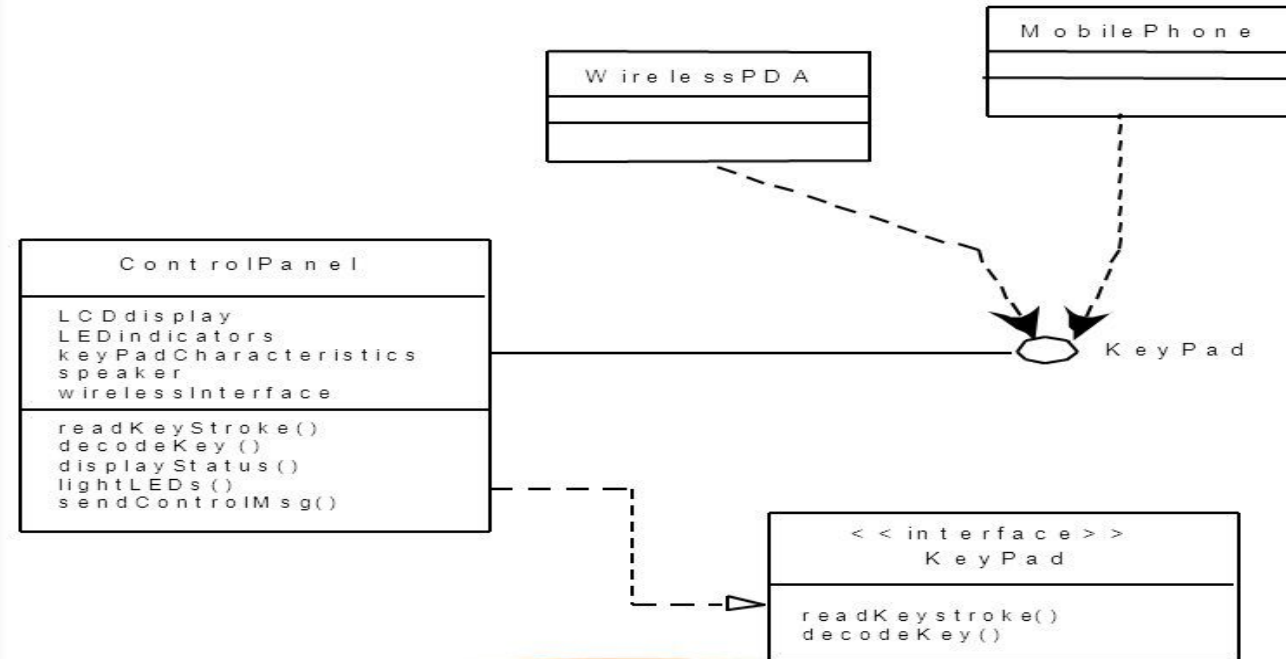 MobilePhone
WirelessPDA
ControlPanel
LCDdisplay
LEDindicators
keyPadCharacteristics
speaker
wirelessInterface
readKeyStroke()
decodeKey ()
displayStatus()
lightLEDs()
sendControlMsg()
KeyPad
< < interface > >
KeyPad
readKeystroke()
decodeKey()